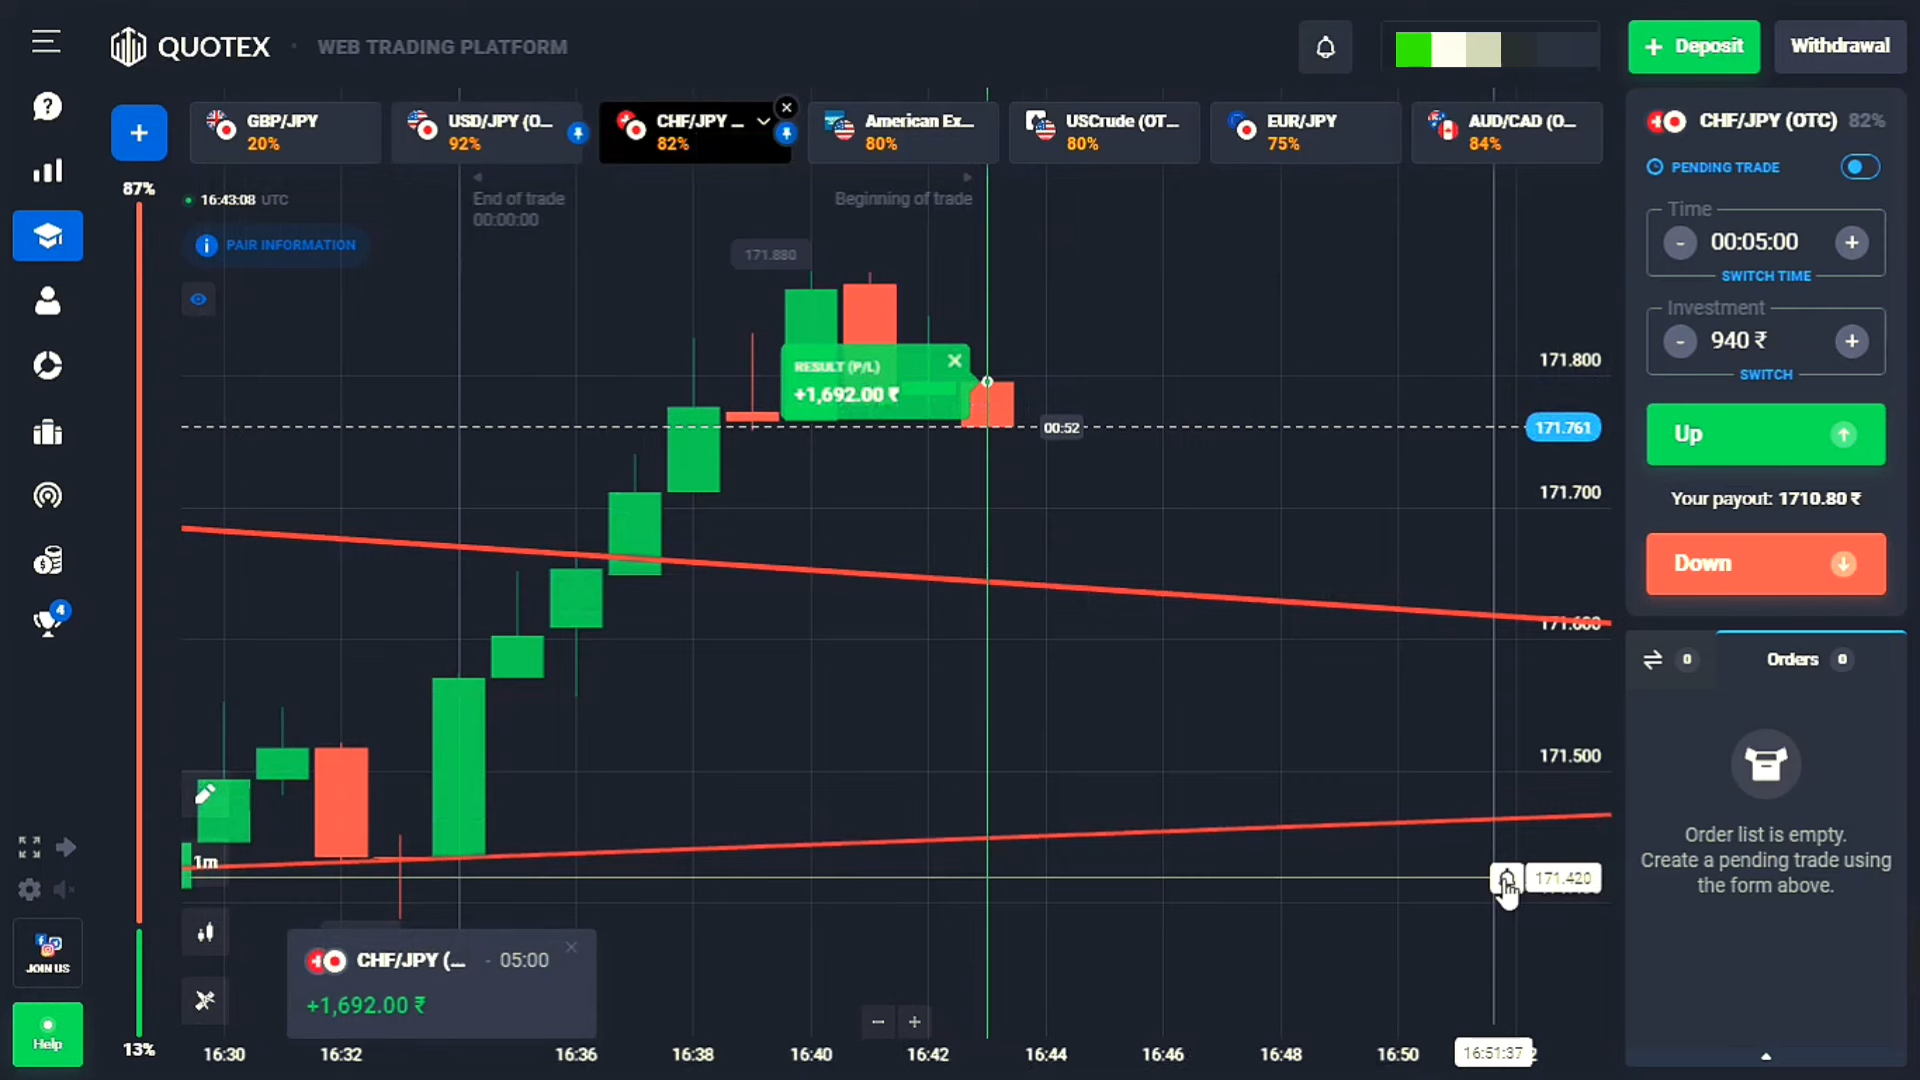 QUOTEX
WEB TRADING PLATFORM
+ Deposit
Withdrawal
GBP/JPY
20%
USD/JPY (O...
92%
CHF/JPY ...
82%
American Ex...
80%
USCrude (OT...
80%
EUR/JPY
75%
AUD/CAD (O...
84%
87%
16:43:08 UTC
PAIR INFORMATION
End of trade
00:00:00
Beginning of trade
171.880
RESULT (P/L)
+1,692.00 ₹
00:52
171.800
171.761
171.700
171.600
171.500
171.420
1m
CHF/JPY (... - 05:00
+1,692.00 ₹
− +
16:30
16:32
16:36
16:38
16:40
16:42
16:44
16:46
16:48
16:50
16:51:37
13%
4
JOIN US
Help
CHF/JPY (OTC) 82%
PENDING TRADE
Time
- 00:05:00 +
SWITCH TIME
Investment
- 940 ₹ +
SWITCH
Up
Your payout: 1710.80 ₹
Down
0
Orders 0
Order list is empty.
Create a pending trade using
the form above.